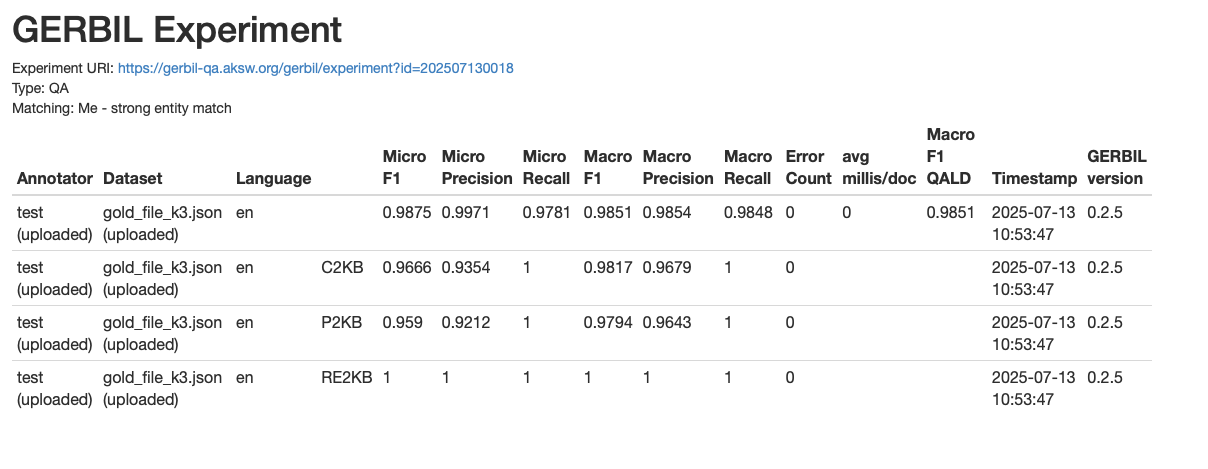 GERBIL Experiment
Experiment URI: https://gerbil-qa.aksw.org/gerbil/experiment?id=202507130018
Type: QA
Matching: Me - strong entity match
Annotator Dataset Language Micro F1 Micro Precision Micro Recall Macro F1 Macro Precision Macro Recall Error Count avg millis/doc Macro F1 QALD Timestamp GERBIL version
test (uploaded) gold_file_k3.json (uploaded) en 0.9875 0.9971 0.9781 0.9851 0.9854 0.9848 0 0 0.9851 2025-07-13 10:53:47 0.2.5
test (uploaded) gold_file_k3.json (uploaded) en C2KB 0.9666 0.9354 1 0.9817 0.9679 1 0 2025-07-13 10:53:47 0.2.5
test (uploaded) gold_file_k3.json (uploaded) en P2KB 0.959 0.9212 1 0.9794 0.9643 1 0 2025-07-13 10:53:47 0.2.5
test (uploaded) gold_file_k3.json (uploaded) en RE2KB 1 1 1 1 1 1 0 2025-07-13 10:53:47 0.2.5